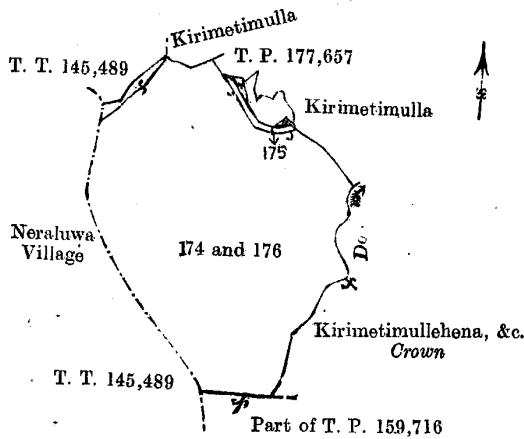 Kirimetimulla
T. T. 145,489
T. P. 177,657
Kirimetimulla
175
Neraluwa
Village
174 and 176
Do.
Kirimetimullehena, &c.
Crown
T. T. 145,489
Part of T. P. 159,716